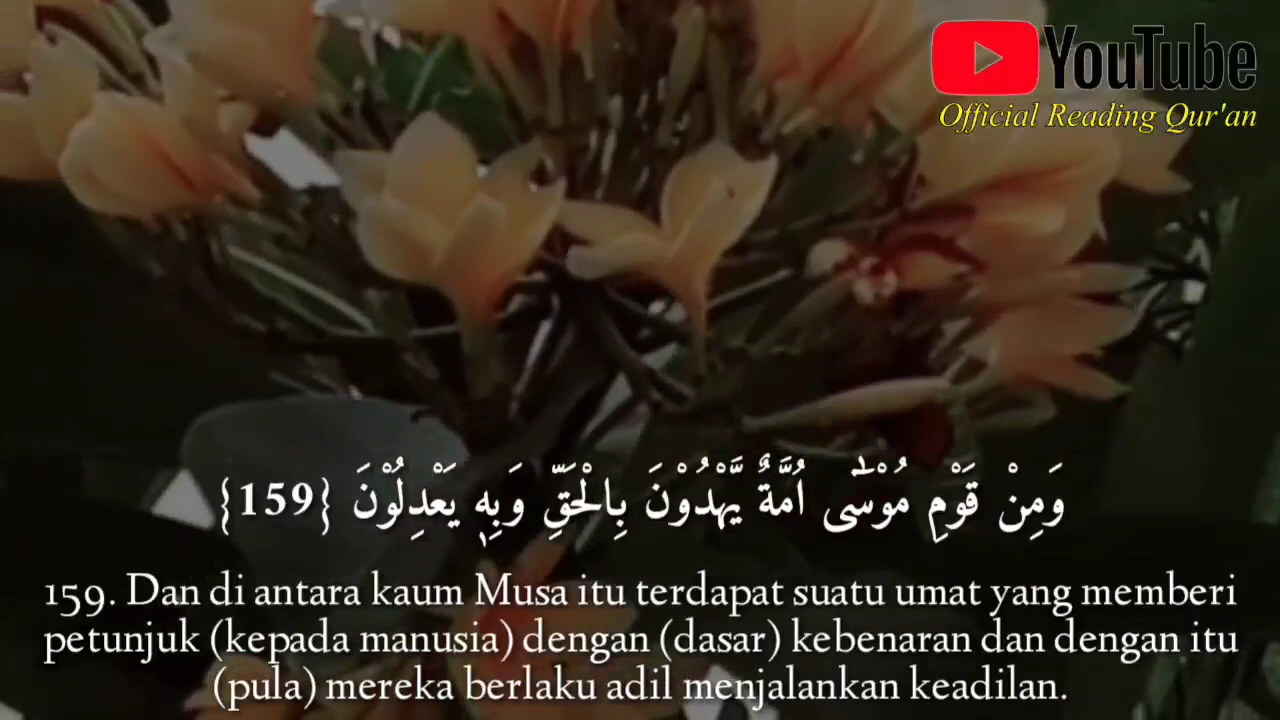 YouTube
Official Reading Qur'an
وَمِنْ قَوْمِ مُوْسٰٓى اُمَّةٌ يَّهْدُوْنَ بِالْحَقِّ وَبِهٖ يَعْدِلُوْنَ {159}
159. Dan di antara kaum Musa itu terdapat suatu umat yang memberi
petunjuk (kepada manusia) dengan (dasar) kebenaran dan dengan itu
(pula) mereka berlaku adil menjalankan keadilan.